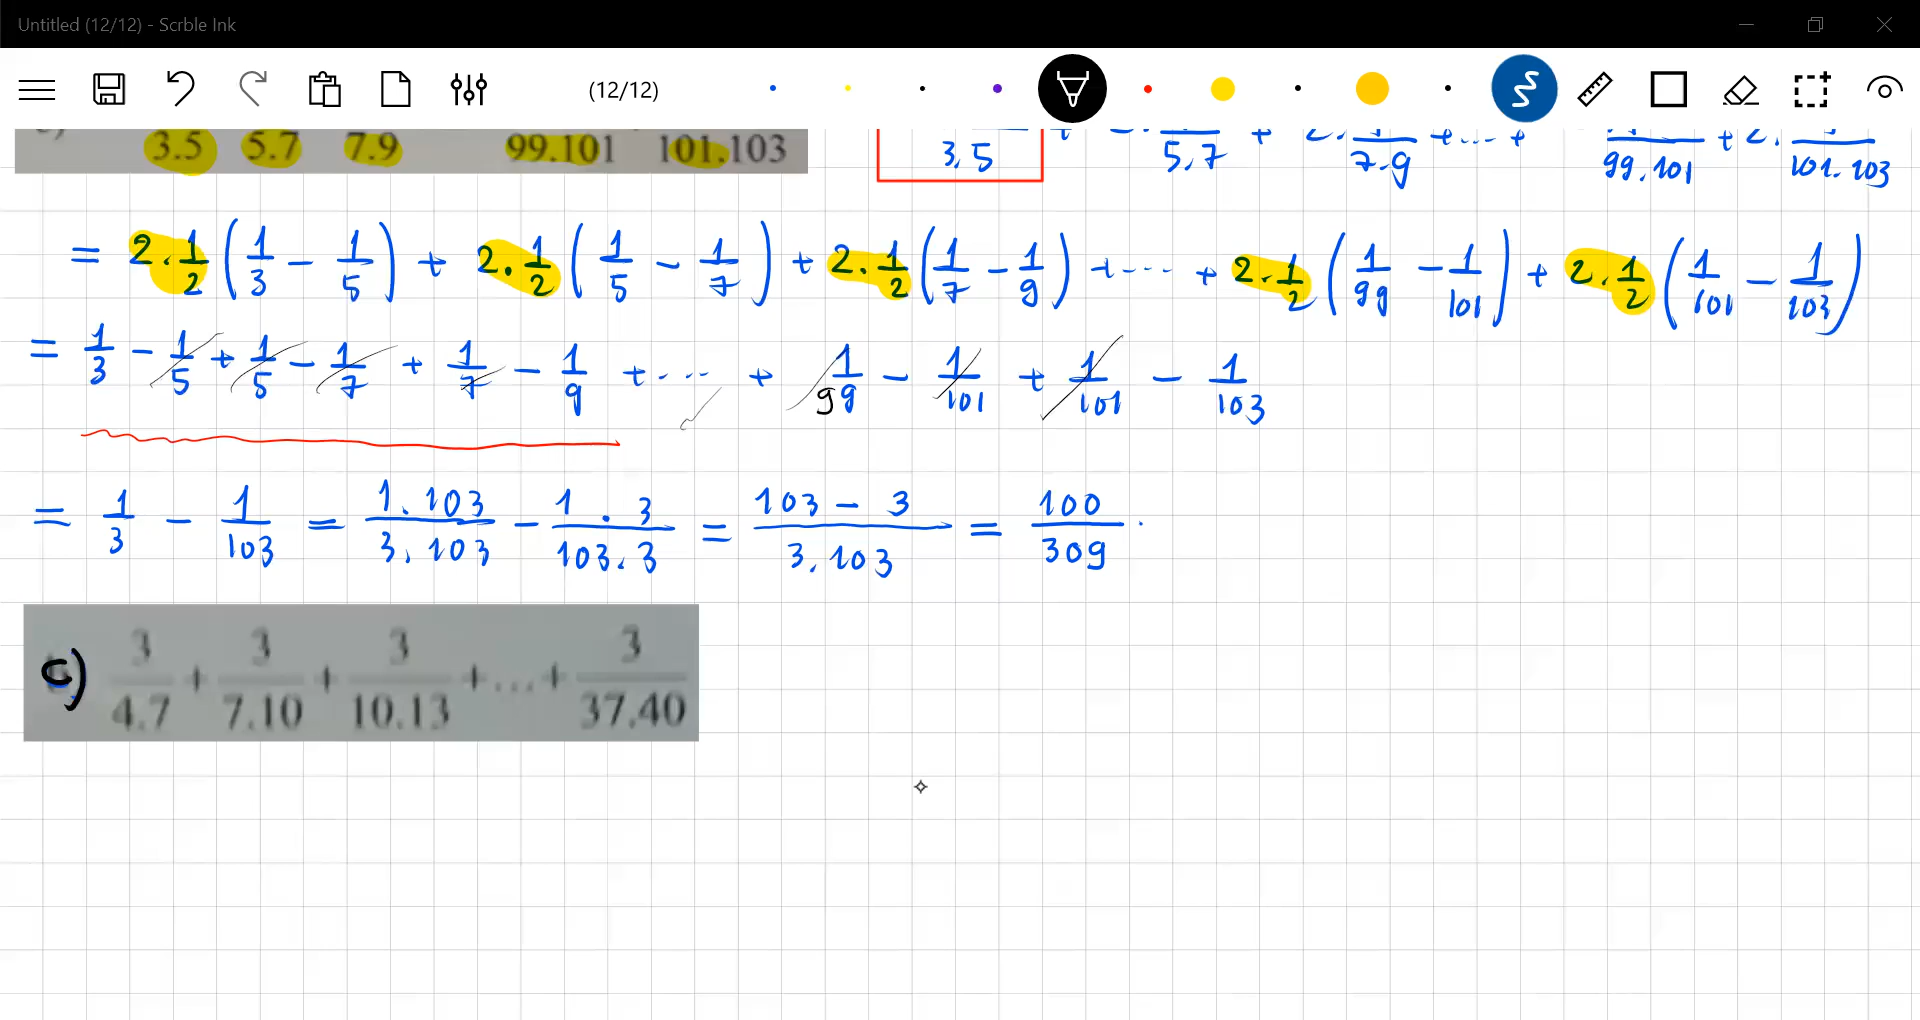 Untitled (12/12) - Scrble Ink
(12/12)
3.5 5.7 7.9 99.101 101.103
3.5 + 5.7 + 7.9 +...+ 99.101 + 2. 101.103
= 2.1/2 (1/3 - 1/5) + 2.1/2 (1/5 - 1/7) + 2.1/2 (1/7 - 1/9) +... + 2.1/2 (1/99 - 1/101) + 2.1/2 (1/101 - 1/103)
= 1/3 - 1/5 + 1/5 - 1/7 + 1/7 - 1/9 +... + 1/99 - 1/101 + 1/101 - 1/103
= 1/3 - 1/103 = 1.103/3.103 - 1.3/103.3 = 103 - 3/3.103 = 100/309.
c) 3/4.7 + 3/7.10 + 3/10.13 +...+ 3/37.40